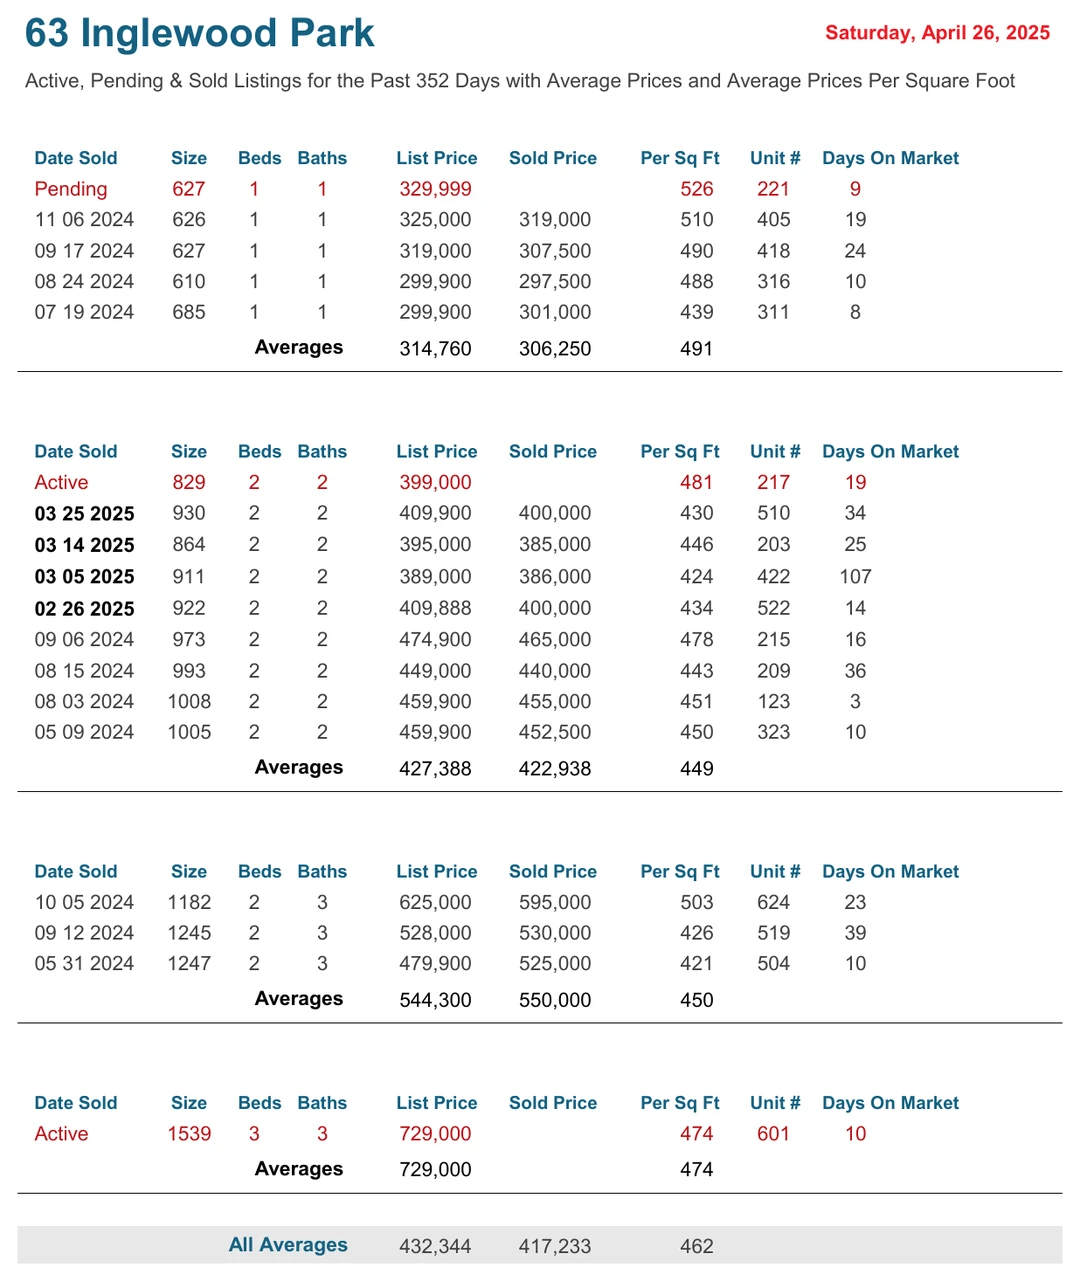 63 Inglewood Park
Saturday, April 26, 2025
Active, Pending & Sold Listings for the Past 352 Days with Average Prices and Average Prices Per Square Foot
Date Sold Size Beds Baths List Price Sold Price Per Sq Ft Unit # Days On Market
Pending 627 1 1 329,999 526 221 9
11 06 2024 626 1 1 325,000 319,000 510 405 19
09 17 2024 627 1 1 319,000 307,500 490 418 24
08 24 2024 610 1 1 299,900 297,500 488 316 10
07 19 2024 685 1 1 299,900 301,000 439 311 8
Averages 314,760 306,250 491
Date Sold Size Beds Baths List Price Sold Price Per Sq Ft Unit # Days On Market
Active 829 2 2 399,000 481 217 19
03 25 2025 930 2 2 409,900 400,000 430 510 34
03 14 2025 864 2 2 395,000 385,000 446 203 25
03 05 2025 911 2 2 389,000 386,000 424 422 107
02 26 2025 922 2 2 409,888 400,000 434 522 14
09 06 2024 973 2 2 474,900 465,000 478 215 16
08 15 2024 993 2 2 449,000 440,000 443 209 36
08 03 2024 1008 2 2 459,900 455,000 451 123 3
05 09 2024 1005 2 2 459,900 452,500 450 323 10
Averages 427,388 422,938 449
Date Sold Size Beds Baths List Price Sold Price Per Sq Ft Unit # Days On Market
10 05 2024 1182 2 3 625,000 595,000 503 624 23
09 12 2024 1245 2 3 528,000 530,000 426 519 39
05 31 2024 1247 2 3 479,900 525,000 421 504 10
Averages 544,300 550,000 450
Date Sold Size Beds Baths List Price Sold Price Per Sq Ft Unit # Days On Market
Active 1539 3 3 729,000 474 601 10
Averages 729,000 474
All Averages 432,344 417,233 462